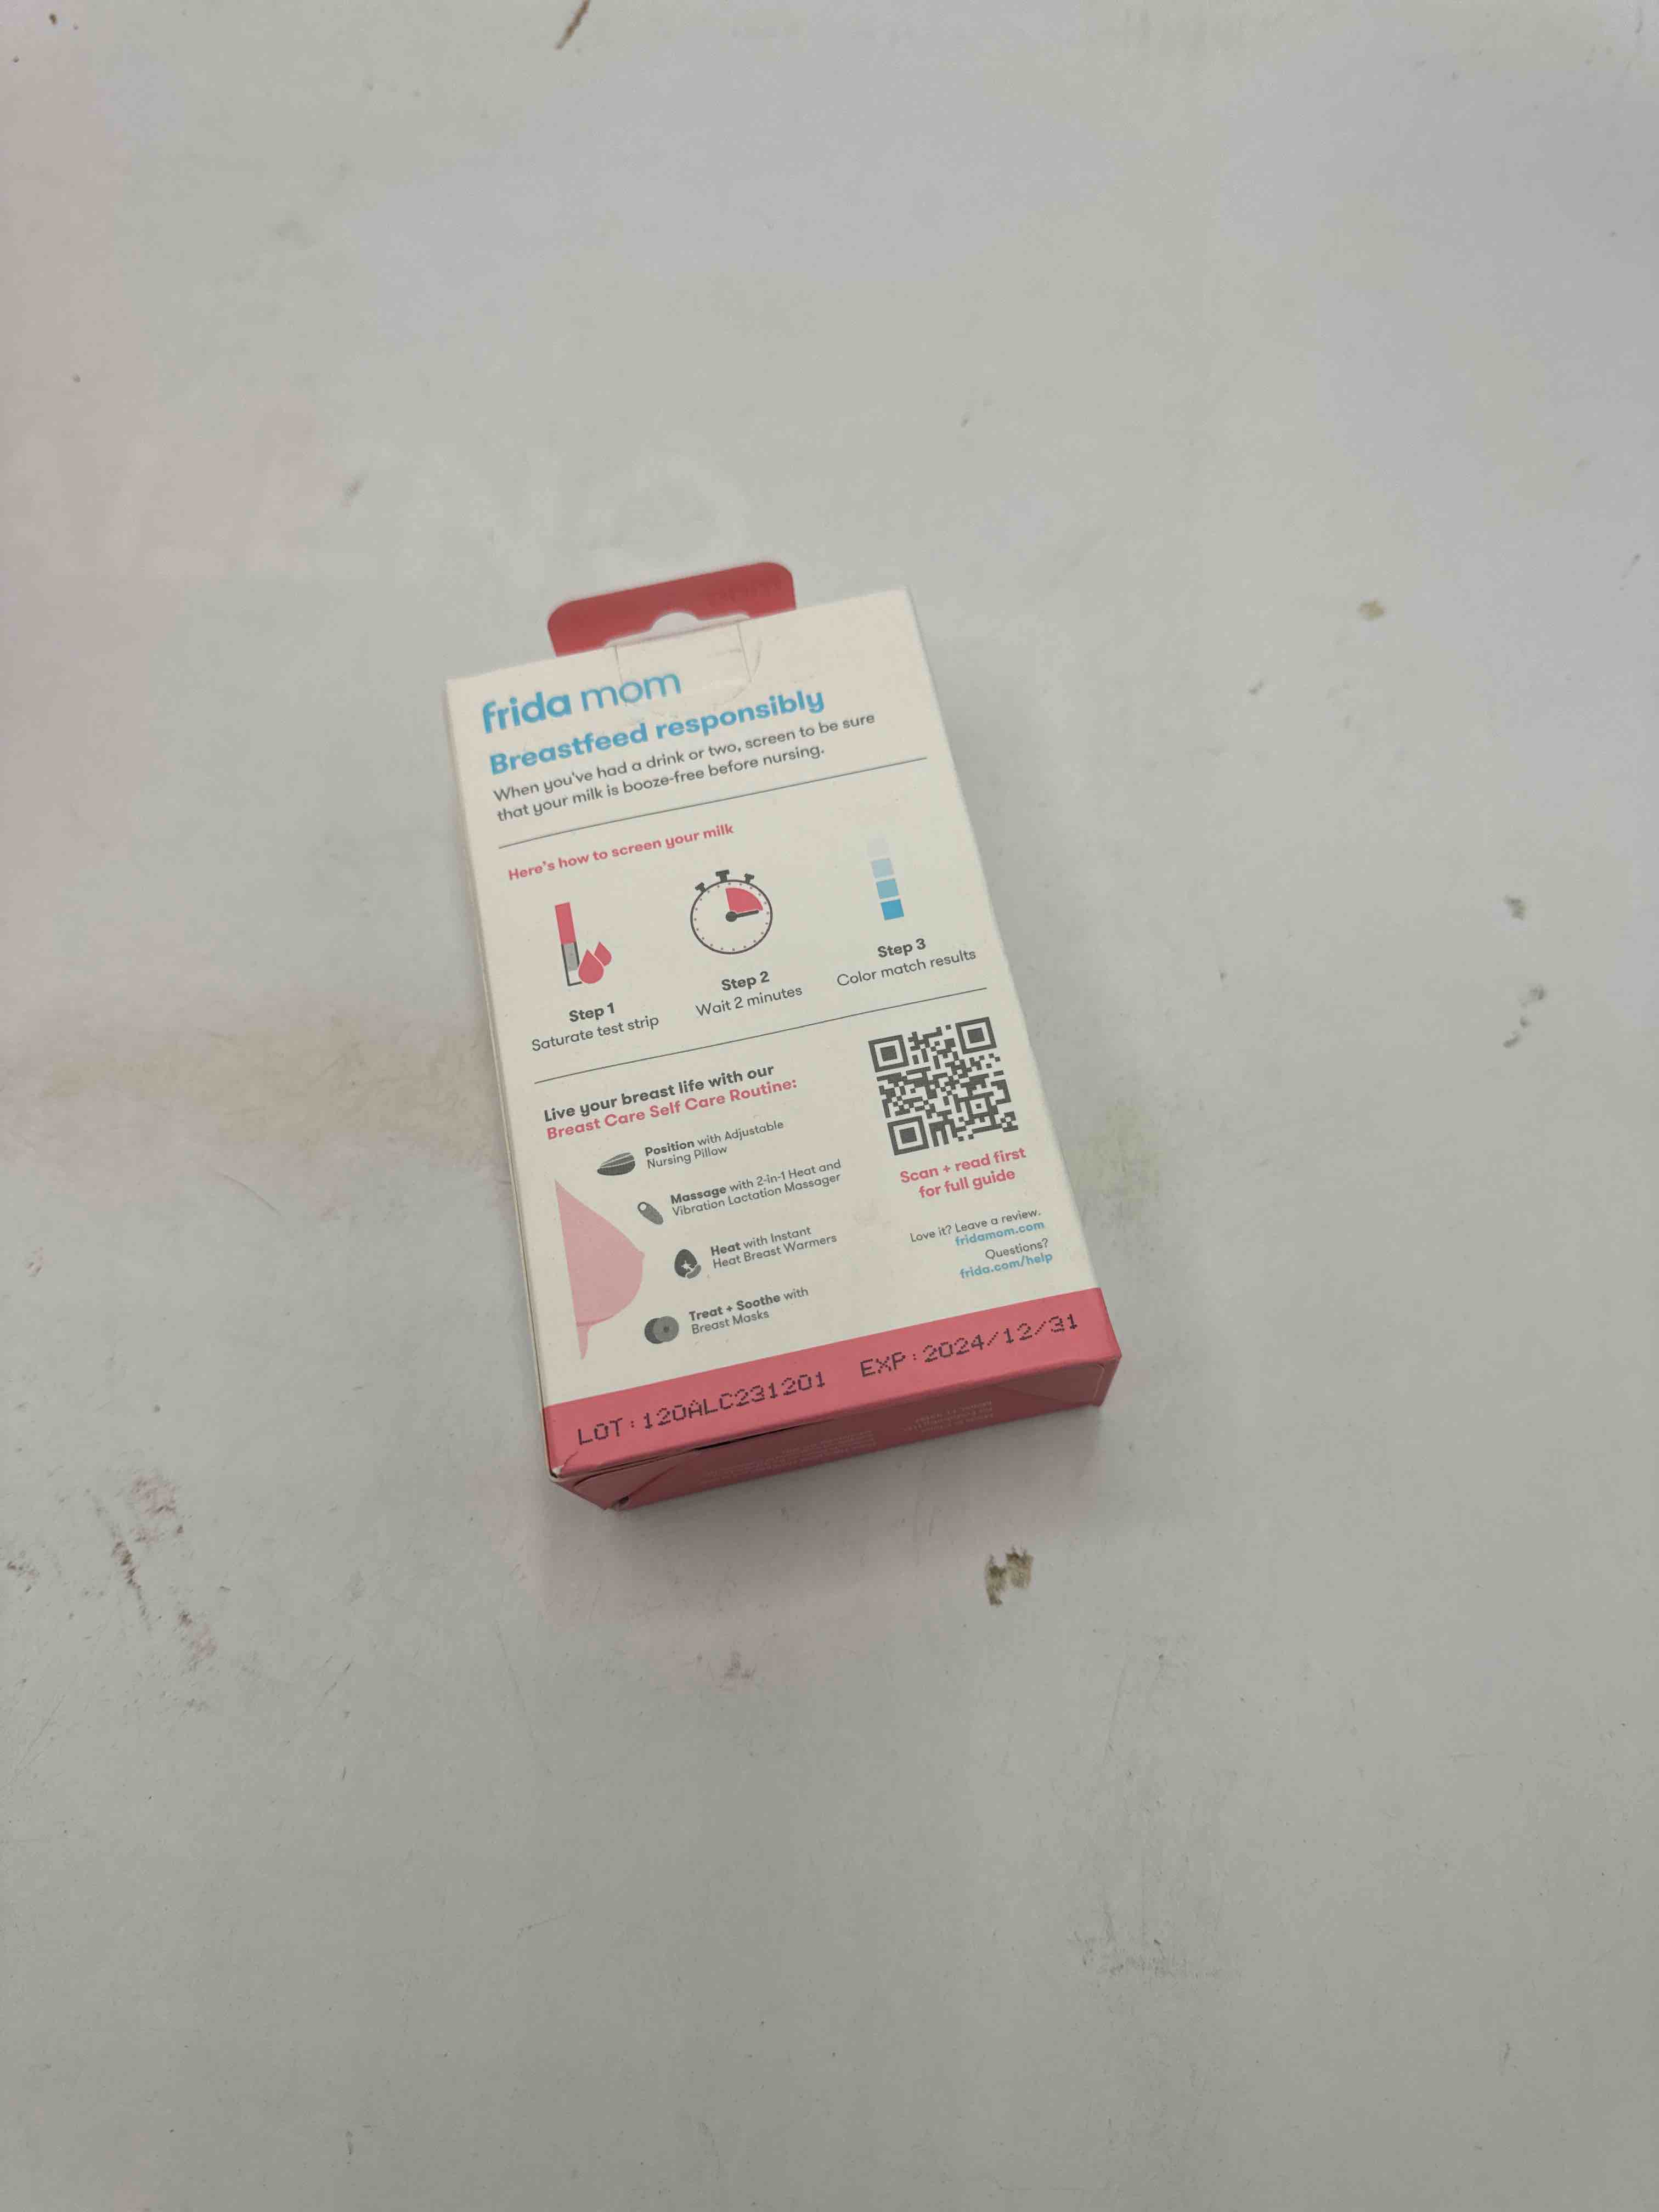 frida mom
Breastfeed responsibly
When you've had a drink or two, screen to be sure
that your milk is booze-free before nursing.
Here's how to screen your milk
Step 1
Saturate test strip
Step 2
Wait 2 minutes
Step 3
Color match results
Live your breast life with our
Breast Care Self Care Routine:
Position with Adjustable
Nursing Pillow
Massage with 2-in-1 Heat and
Vibration Lactation Massager
Heat with Instant
Heat Breast Warmers
Treat + Soothe with
Breast Masks
Scan + read first
for full guide
Love it? Leave a review.
fridamom.com
Questions?
frida.com/help
LOT:120ALC231201 EXP:2024/12/31